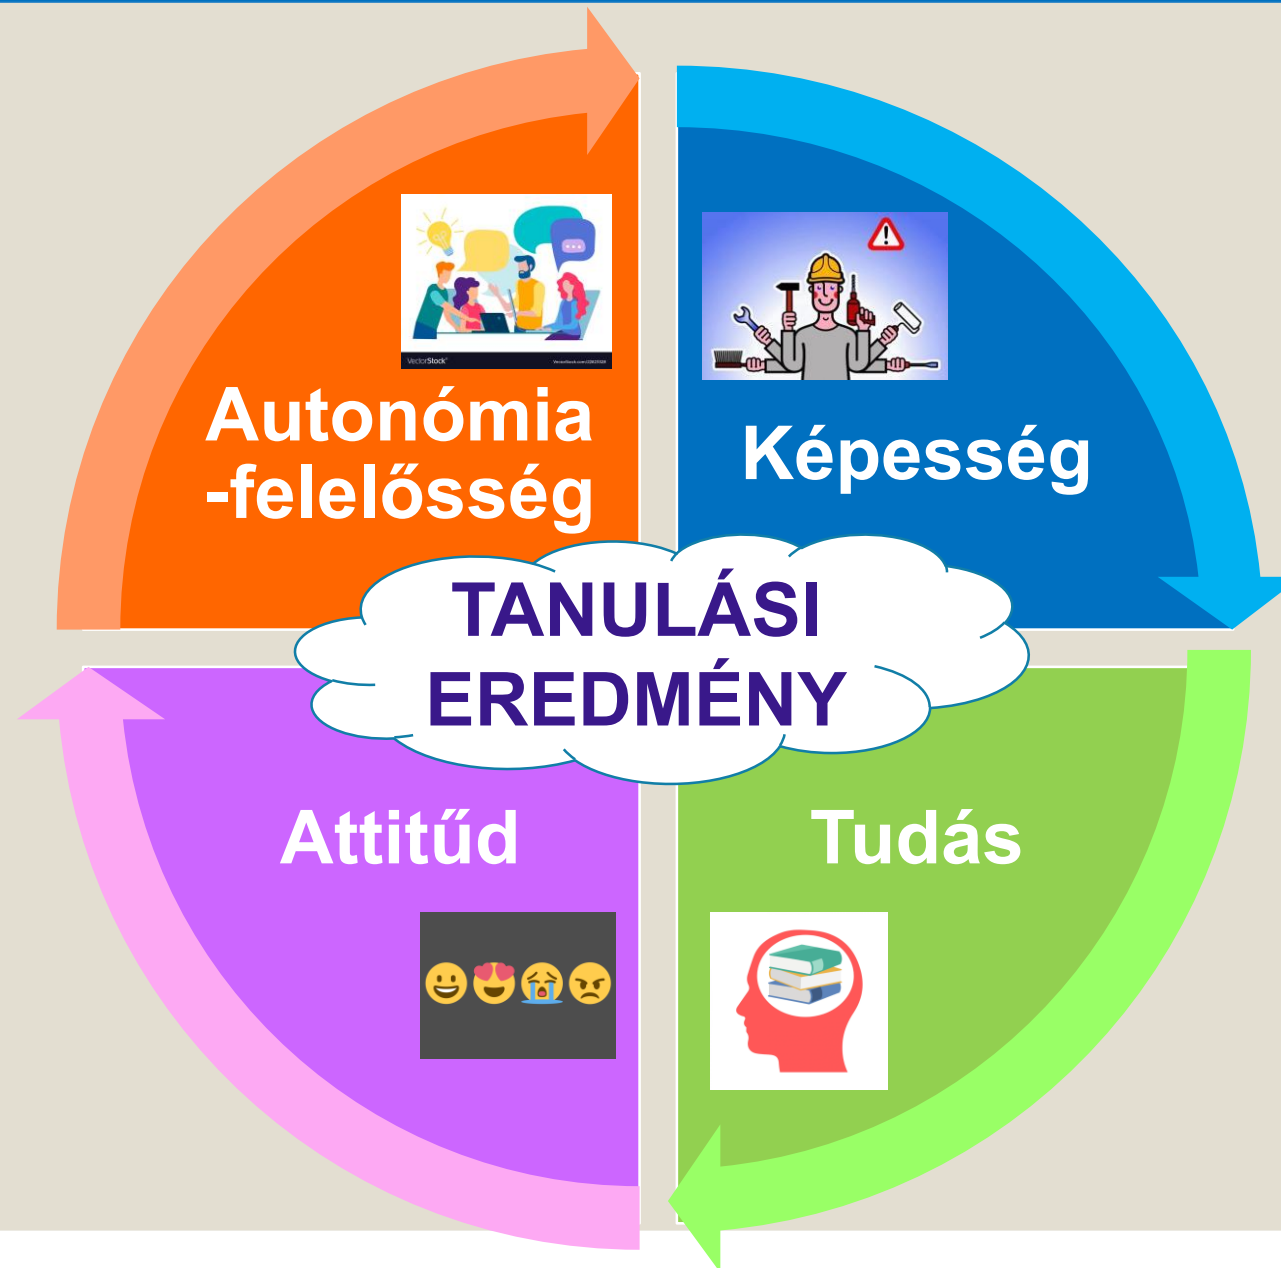 VectorStock®
Autonómia
-felelősség
Képesség
TANULÁSI
EREDMÉNY
Attitűd
Tudás